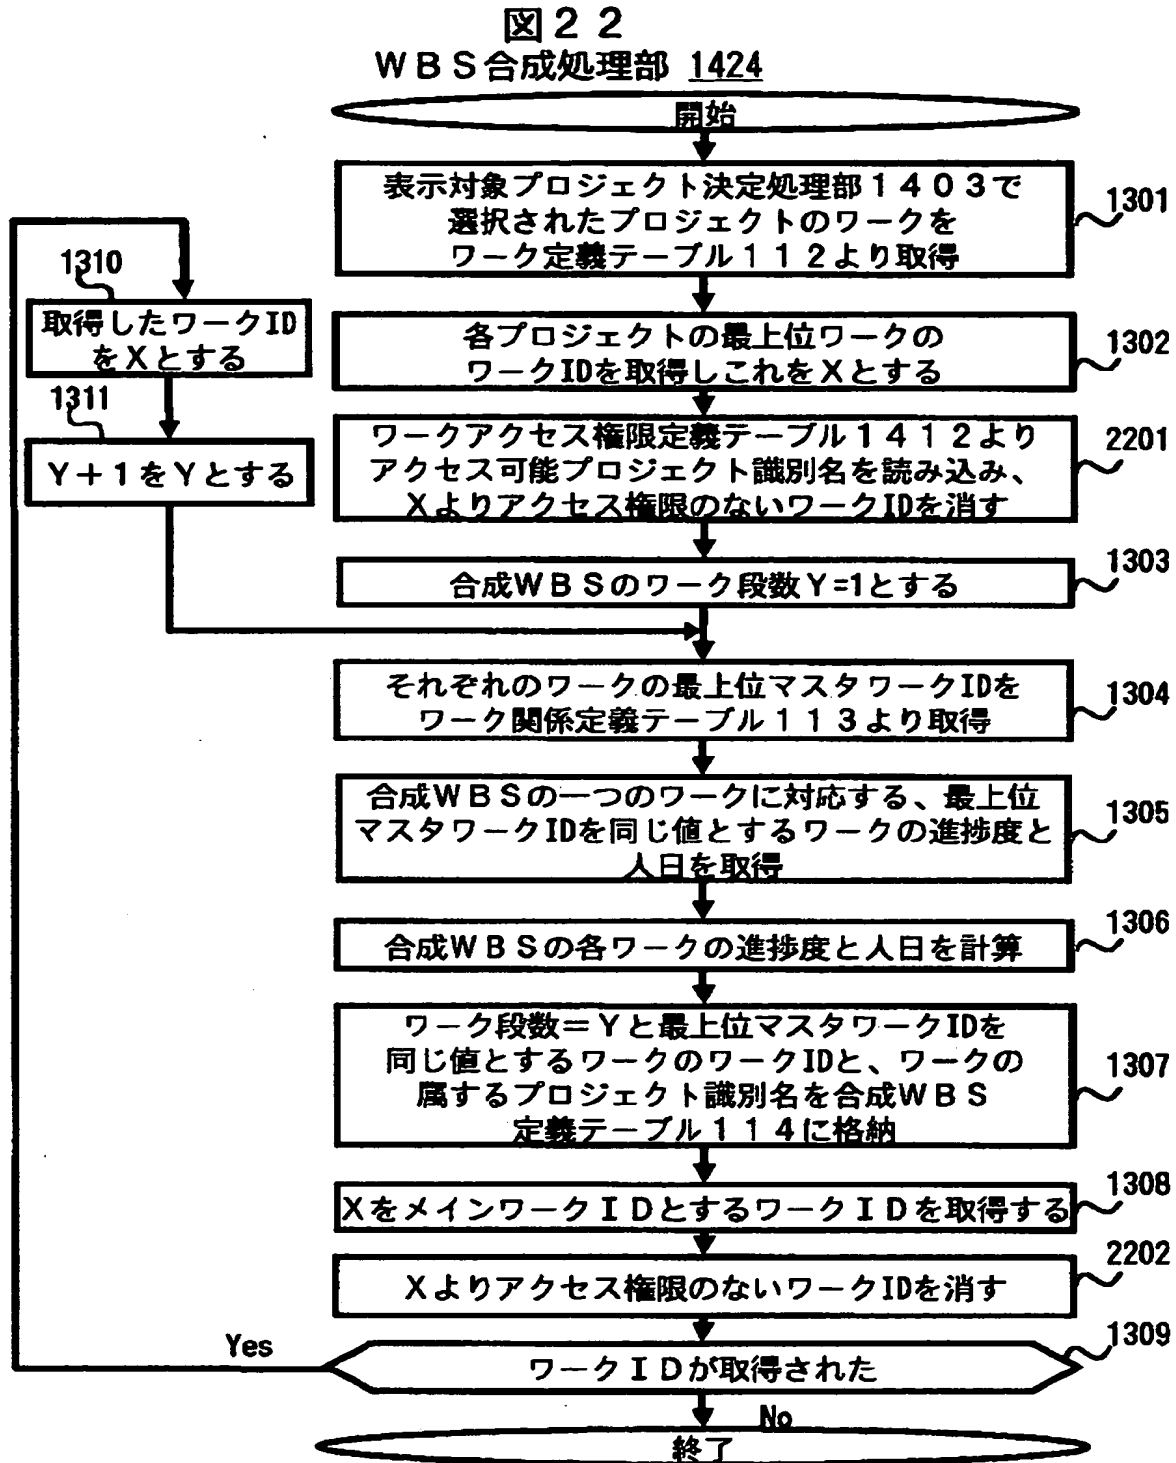 図２２
ＷＢＳ合成処理部 1424
開始
表示対象プロジェクト決定処理部１４０３で
選択されたプロジェクトのワークを
ワーク定義テーブル１１２より取得
1301
1310
取得したワークID
をＸとする
各プロジェクトの最上位ワークの
ワークIDを取得しこれをＸとする
1302
1311
Ｙ＋１をＹとする
ワークアクセス権限定義テーブル１４１２より
アクセス可能プロジェクト識別名を読み込み、
Ｘよりアクセス権限のないワークIDを消す
2201
合成ＷＢＳのワーク段数Ｙ=1とする
1303
それぞれのワークの最上位マスタワークIDを
ワーク関係定義テーブル１１３より取得
1304
合成ＷＢＳの一つのワークに対応する、最上位
マスタワークIDを同じ値とするワークの進捗度と
人日を取得
1305
合成ＷＢＳの各ワークの進捗度と人日を計算
1306
ワーク段数＝Ｙと最上位マスタワークIDを
同じ値とするワークのワークIDと、ワークの
属するプロジェクト識別名を合成ＷＢＳ
定義テーブル１１４に格納
1307
Ｘをメインワーク ＩＤとするワーク ＩＤを取得する
1308
Ｘよりアクセス権限のないワークIDを消す
2202
Yes
ワーク ＩＤが取得された
1309
No
終了